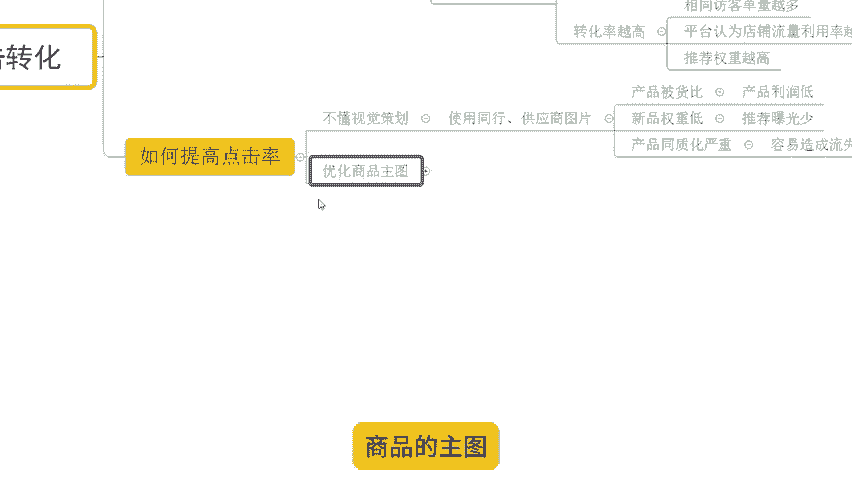 相同访客单量越多
击转化
转化率越高
平台认为店铺流量利用率越
推荐权重越高
产品被货比
产品利润低
不懂视觉策划
使用同行、供应商图片
新品权重低
推荐曝光少
产品同质化严重
容易造成流失
如何提高点击率
优化商品主图
商品的主图